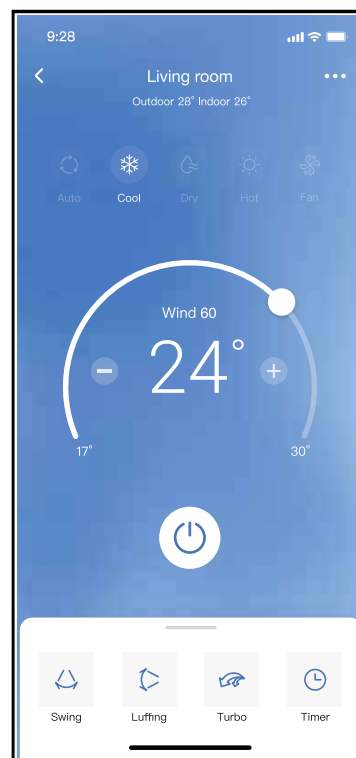 9:28
Living room
Outdoor 28° Indoor 26°
Auto Cool Dry Hot Fan
Wind 60
24°
17° 30°
Swing Luffing Turbo Timer